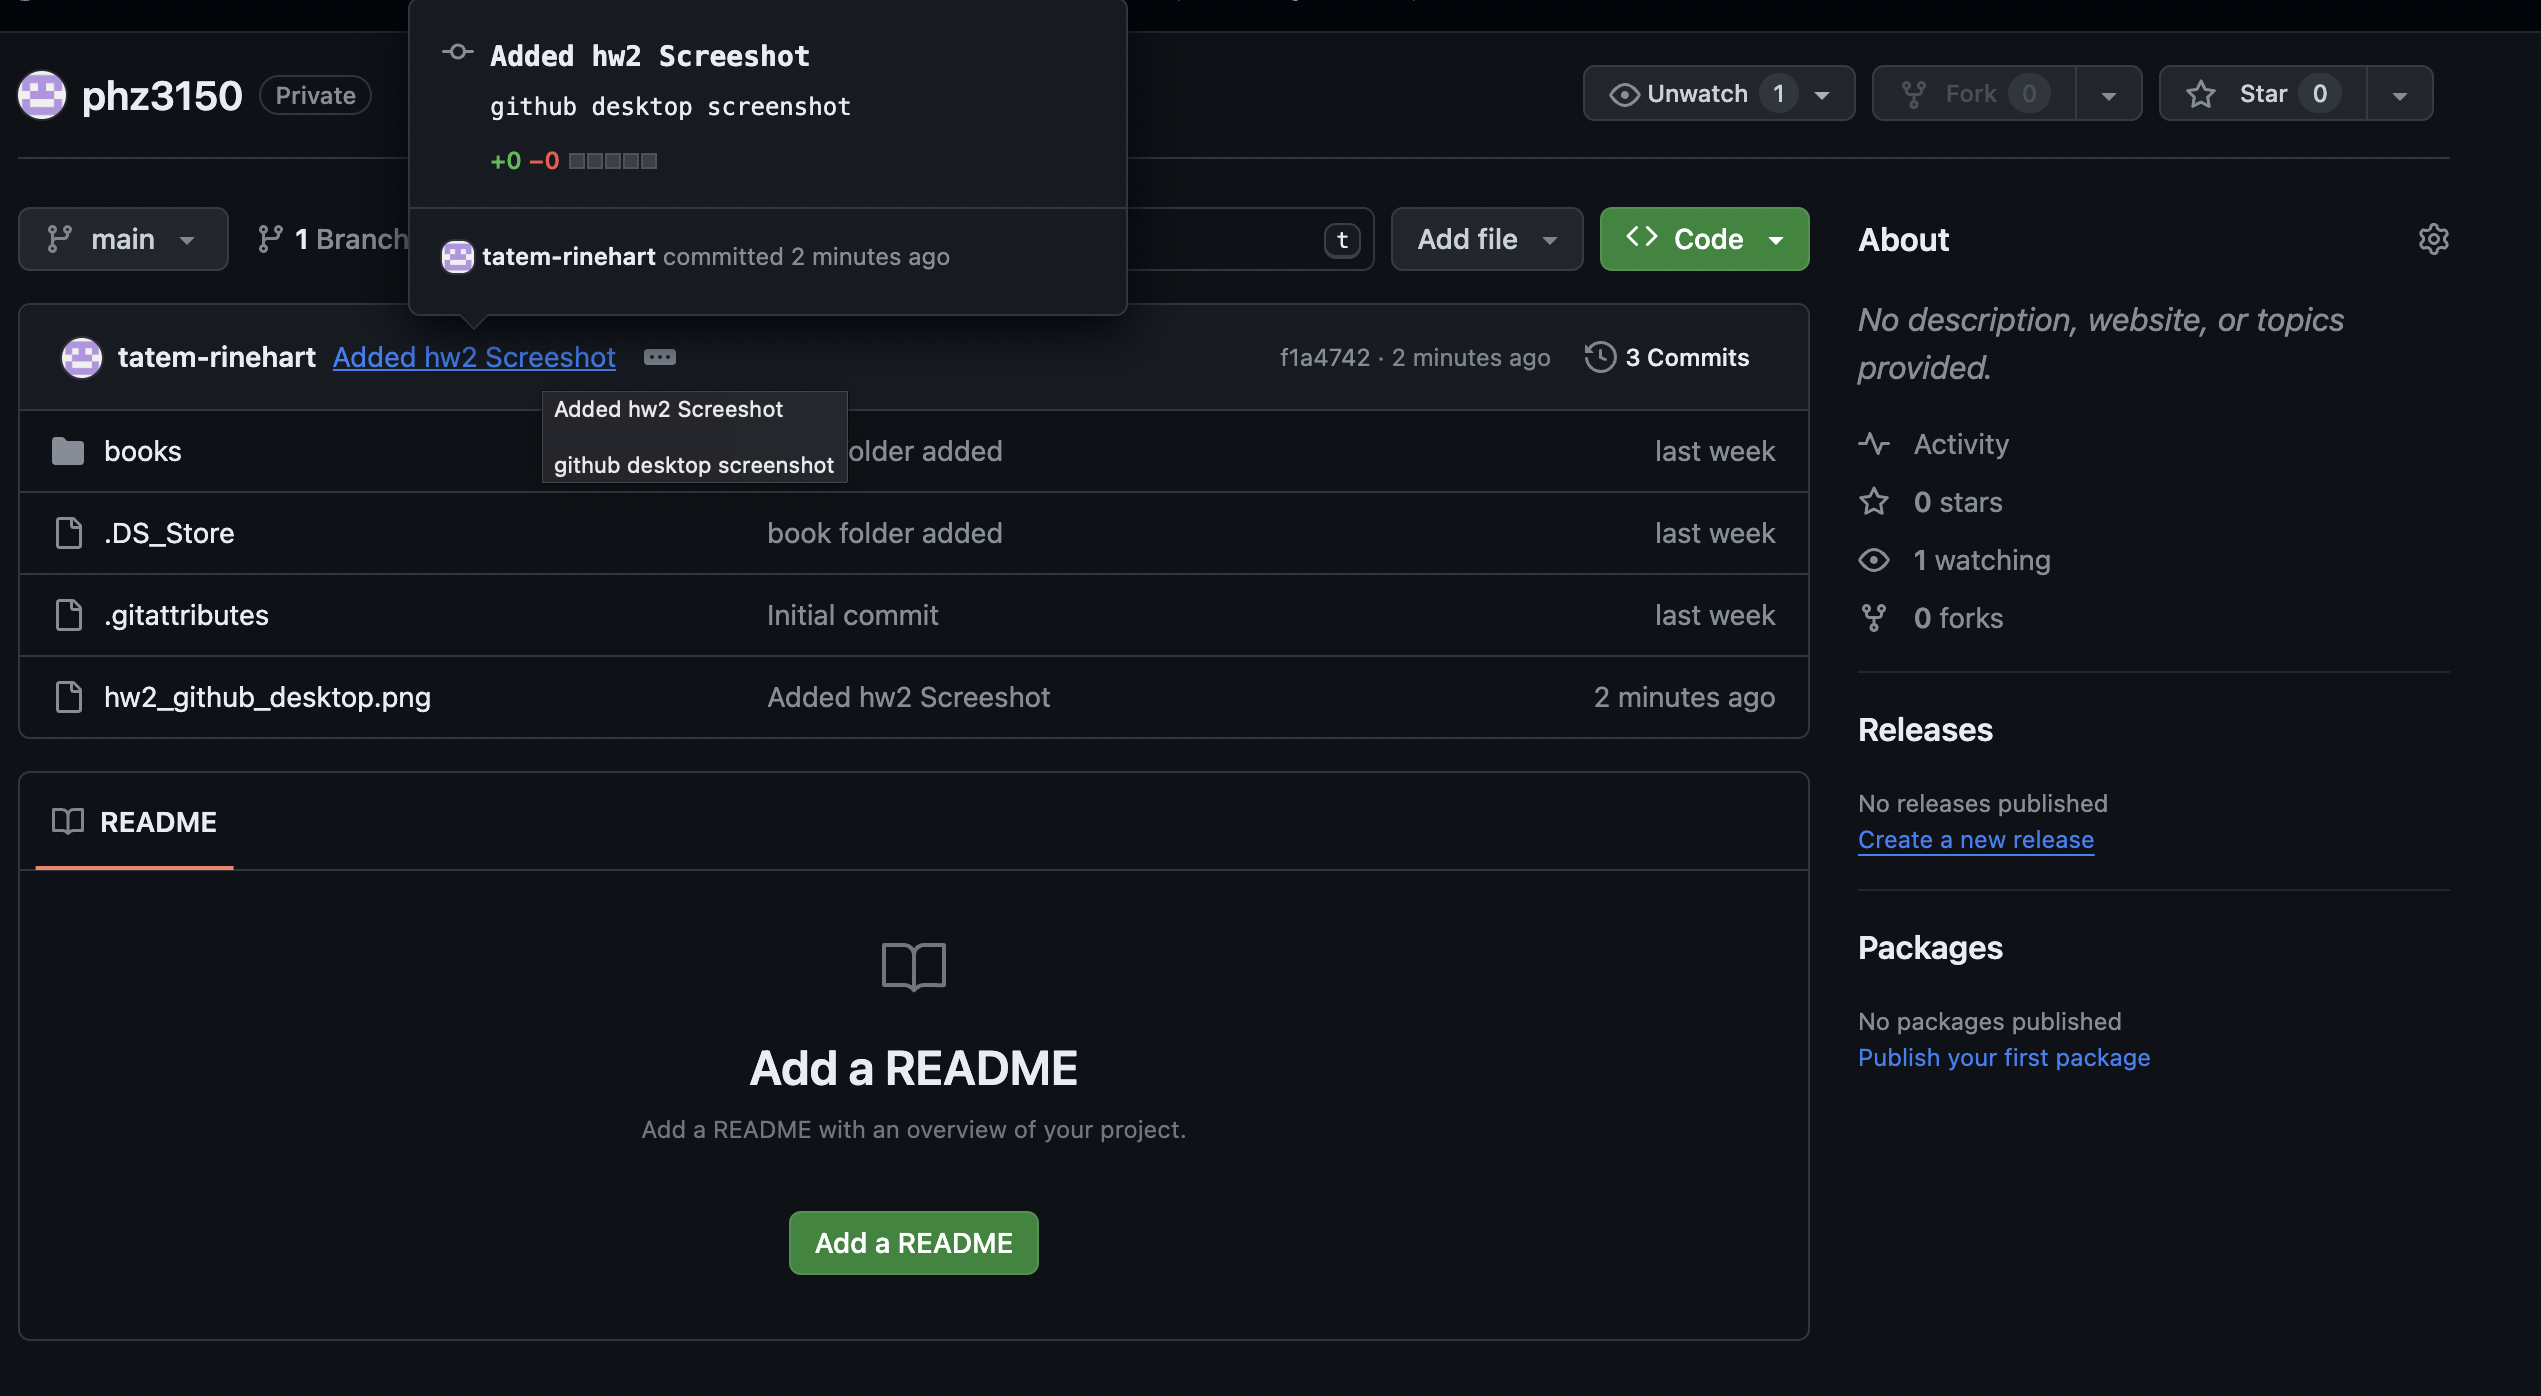 Added hw2 Screeshot
github desktop screenshot
+0 −0
tatem-rinehart committed 2 minutes ago
phz3150 Private
Unwatch 1
Fork 0
Star 0
main
1 Branch
t
Add file
Code
tatem-rinehart Added hw2 Screeshot
f1a4742 · 2 minutes ago
3 Commits
Added hw2 Screeshot
github desktop screenshot
books
folder added
last week
.DS_Store
book folder added
last week
.gitattributes
Initial commit
last week
hw2_github_desktop.png
Added hw2 Screeshot
2 minutes ago
README
Add a README
Add a README with an overview of your project.
Add a README
About
No description, website, or topics
provided.
Activity
0 stars
1 watching
0 forks
Releases
No releases published
Create a new release
Packages
No packages published
Publish your first package